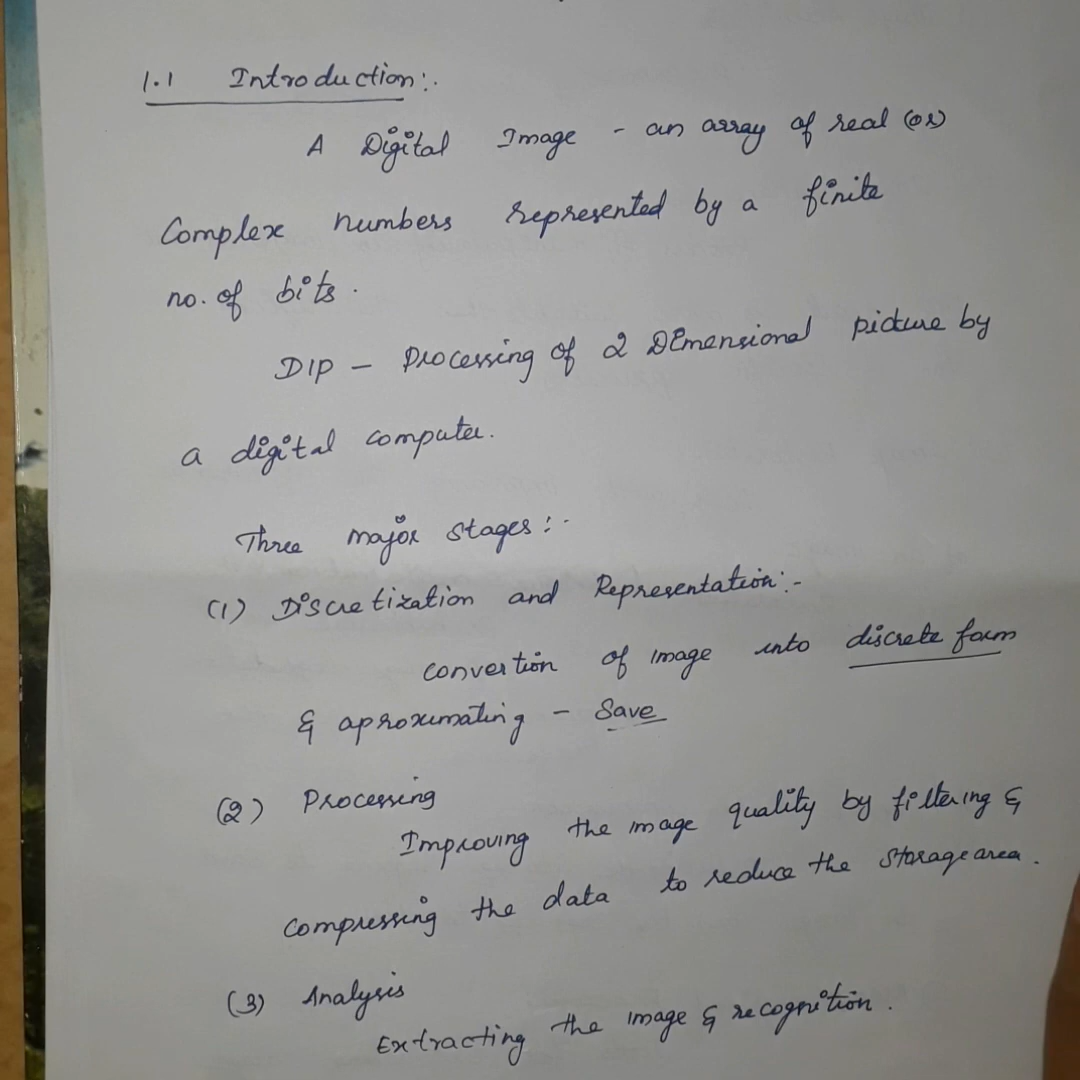 1.1 Introduction:.
A Digital Image - an array of real (or)
Complex numbers represented by a finite
no. of bits.
DIP - Processing of 2 Dimensional picture by
a digital computer.
Three major stages:-
(1) Discretization and Representation:-
convertion of image into discrete form
& aproximating - Save
(2) Processing
Improving the image quality by filtering &
compressing the data to reduce the storage area.
(3) Analysis
Extracting the image & recognition.